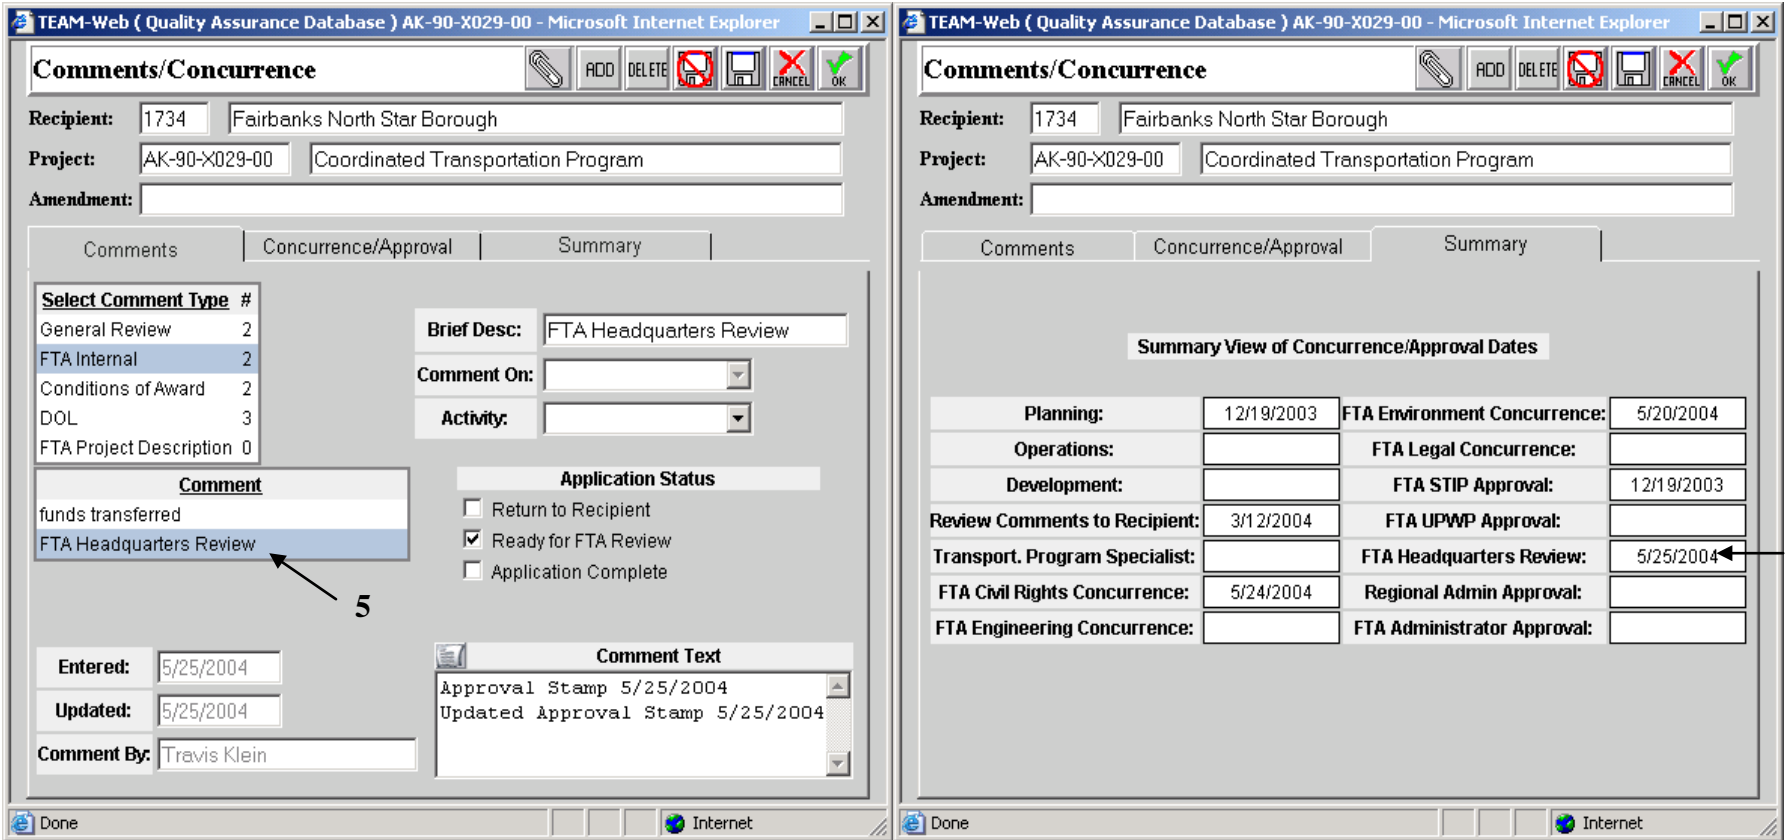 TEAM-Web ( Quality Assurance Database ) AK-90-X029-00 - Microsoft Internet Explorer
Comments/Concurrence
ADD DELETE CANCEL OK
Recipient: 1734 Fairbanks North Star Borough
Project: AK-90-X029-00 Coordinated Transportation Program
Amendment:
Comments Concurrence/Approval Summary
Select Comment Type #
General Review 2
FTA Internal 2
Conditions of Award 2
DOL 3
FTA Project Description 0
Comment
funds transferred
FTA Headquarters Review
5
Brief Desc: FTA Headquarters Review
Comment On:
Activity:
Application Status
Return to Recipient
Ready for FTA Review
Application Complete
Entered: 5/25/2004
Updated: 5/25/2004
Comment By: Travis Klein
Comment Text
Approval Stamp 5/25/2004
Updated Approval Stamp 5/25/2004
Done Internet
TEAM-Web ( Quality Assurance Database ) AK-90-X029-00 - Microsoft Internet Explorer
Comments/Concurrence
ADD DELETE CANCEL OK
Recipient: 1734 Fairbanks North Star Borough
Project: AK-90-X029-00 Coordinated Transportation Program
Amendment:
Comments Concurrence/Approval Summary
Summary View of Concurrence/Approval Dates
Planning: 12/19/2003 FTA Environment Concurrence: 5/20/2004
Operations: FTA Legal Concurrence:
Development: FTA STIP Approval: 12/19/2003
Review Comments to Recipient: 3/12/2004 FTA UPWP Approval:
Transport. Program Specialist: FTA Headquarters Review: 5/25/2004
FTA Civil Rights Concurrence: 5/24/2004 Regional Admin Approval:
FTA Engineering Concurrence: FTA Administrator Approval:
Done Internet